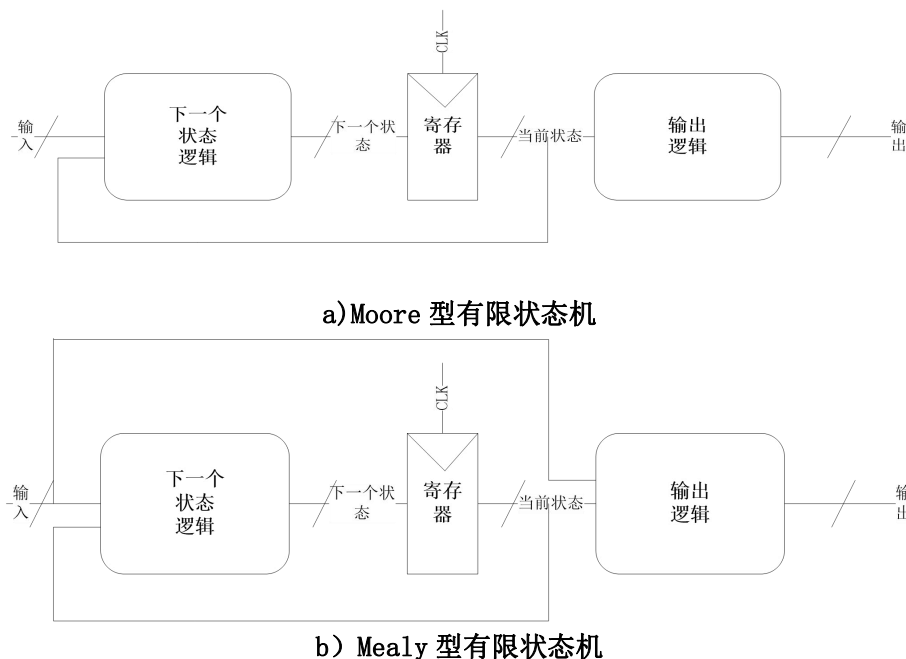 CLK
输
入
下一个
状态
逻辑
下一个状
态
寄存
器
当前状态
输出
逻辑
输
出
a)Moore 型有限状态机
CLK
输
入
下一个
状态
逻辑
下一个状
态
寄存
器
当前状态
输出
逻辑
输
出
b) Mealy 型有限状态机